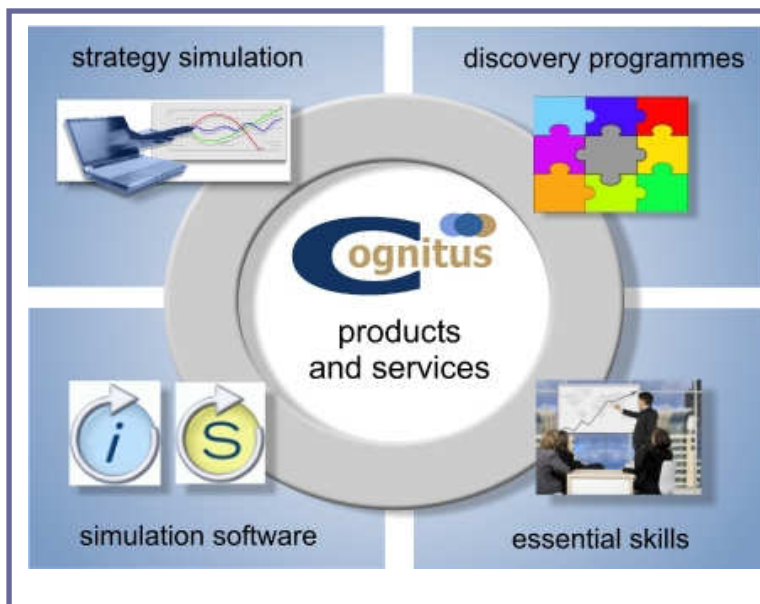 strategy simulation
discovery programmes
Cognitus
products
and services
i
S
simulation software
essential skills